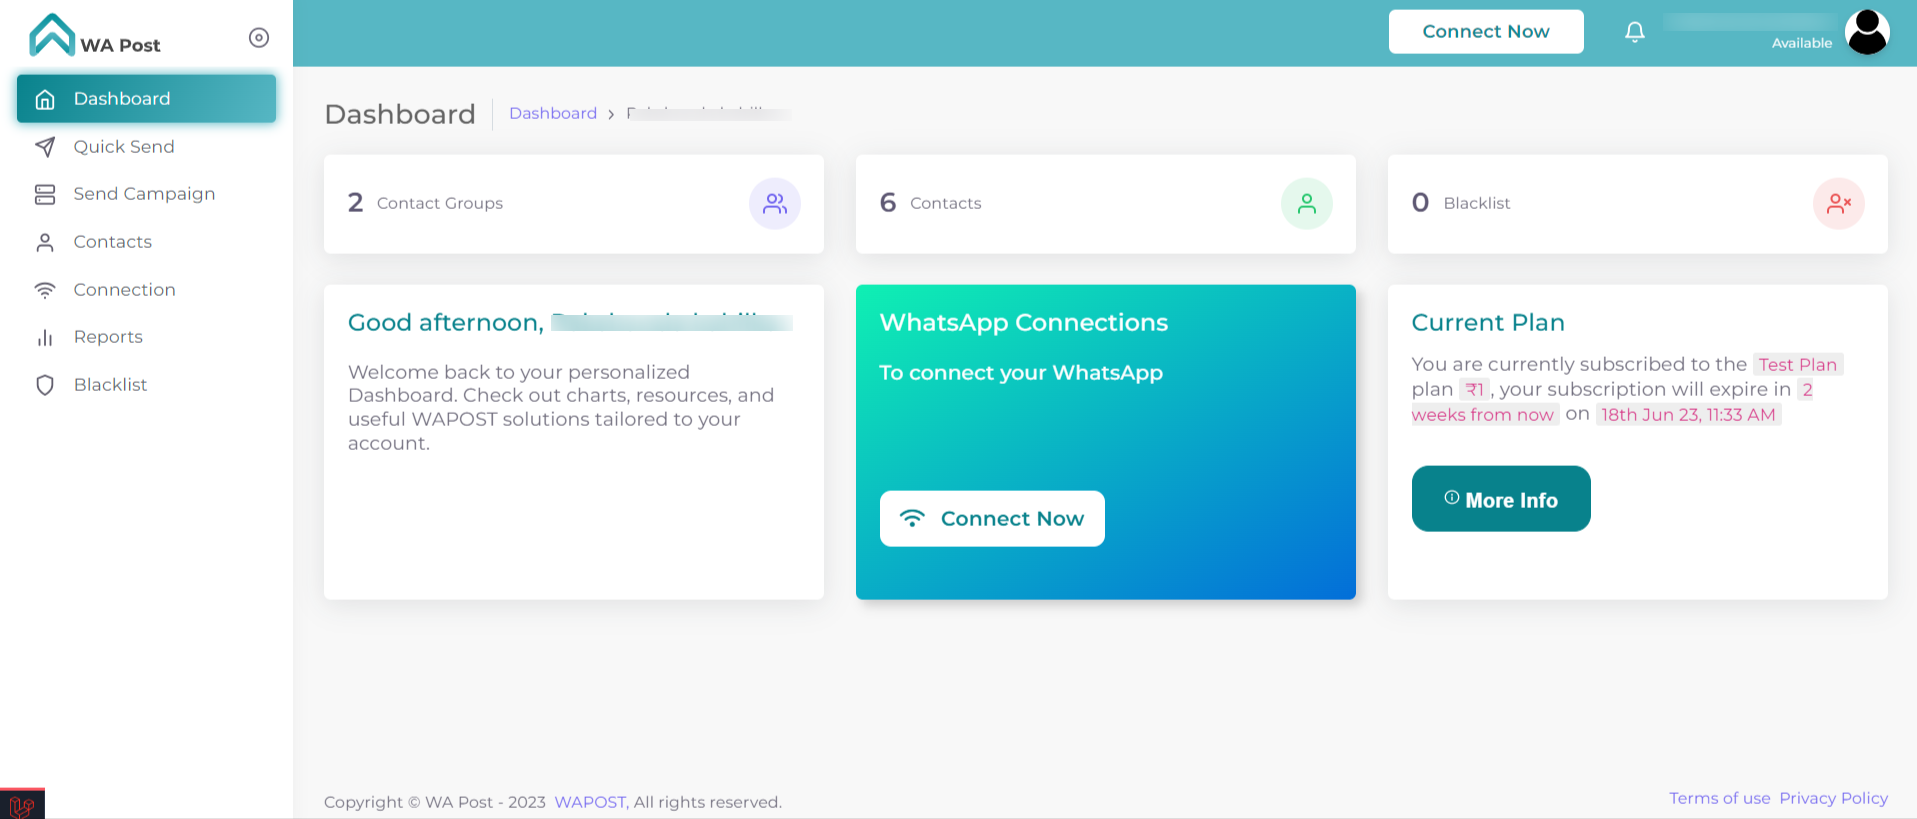 WA Post
Connect Now
Available
Dashboard
Quick Send
Send Campaign
Contacts
Connection
Reports
Blacklist
Dashboard
Dashboard >
2 Contact Groups
6 Contacts
0 Blacklist
Good afternoon,
Welcome back to your personalized
Dashboard. Check out charts, resources, and
useful WAPOST solutions tailored to your
account.
WhatsApp Connections
To connect your WhatsApp
Connect Now
Current Plan
You are currently subscribed to the Test Plan
plan ₹1, your subscription will expire in 2
weeks from now on 18th Jun 23, 11:33 AM
More Info
Copyright © WA Post - 2023 WAPOST, All rights reserved.
Terms of use Privacy Policy